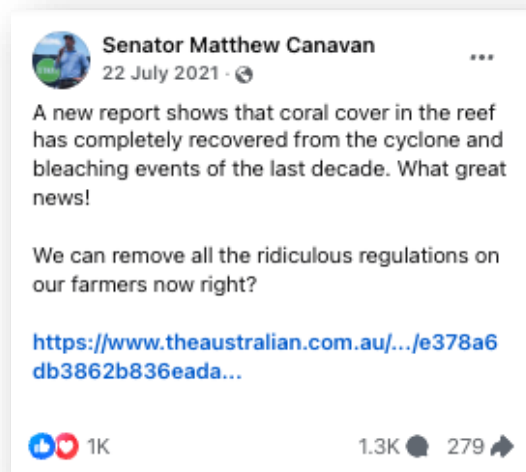 Senator Matthew Canavan
22 July 2021 ·
A new report shows that coral cover in the reef
has completely recovered from the cyclone and
bleaching events of the last decade. What great
news!
We can remove all the ridiculous regulations on
our farmers now right?
https://www.theaustralian.com.au/.../e378a6
db3862b836eada...
1K 1.3K 279